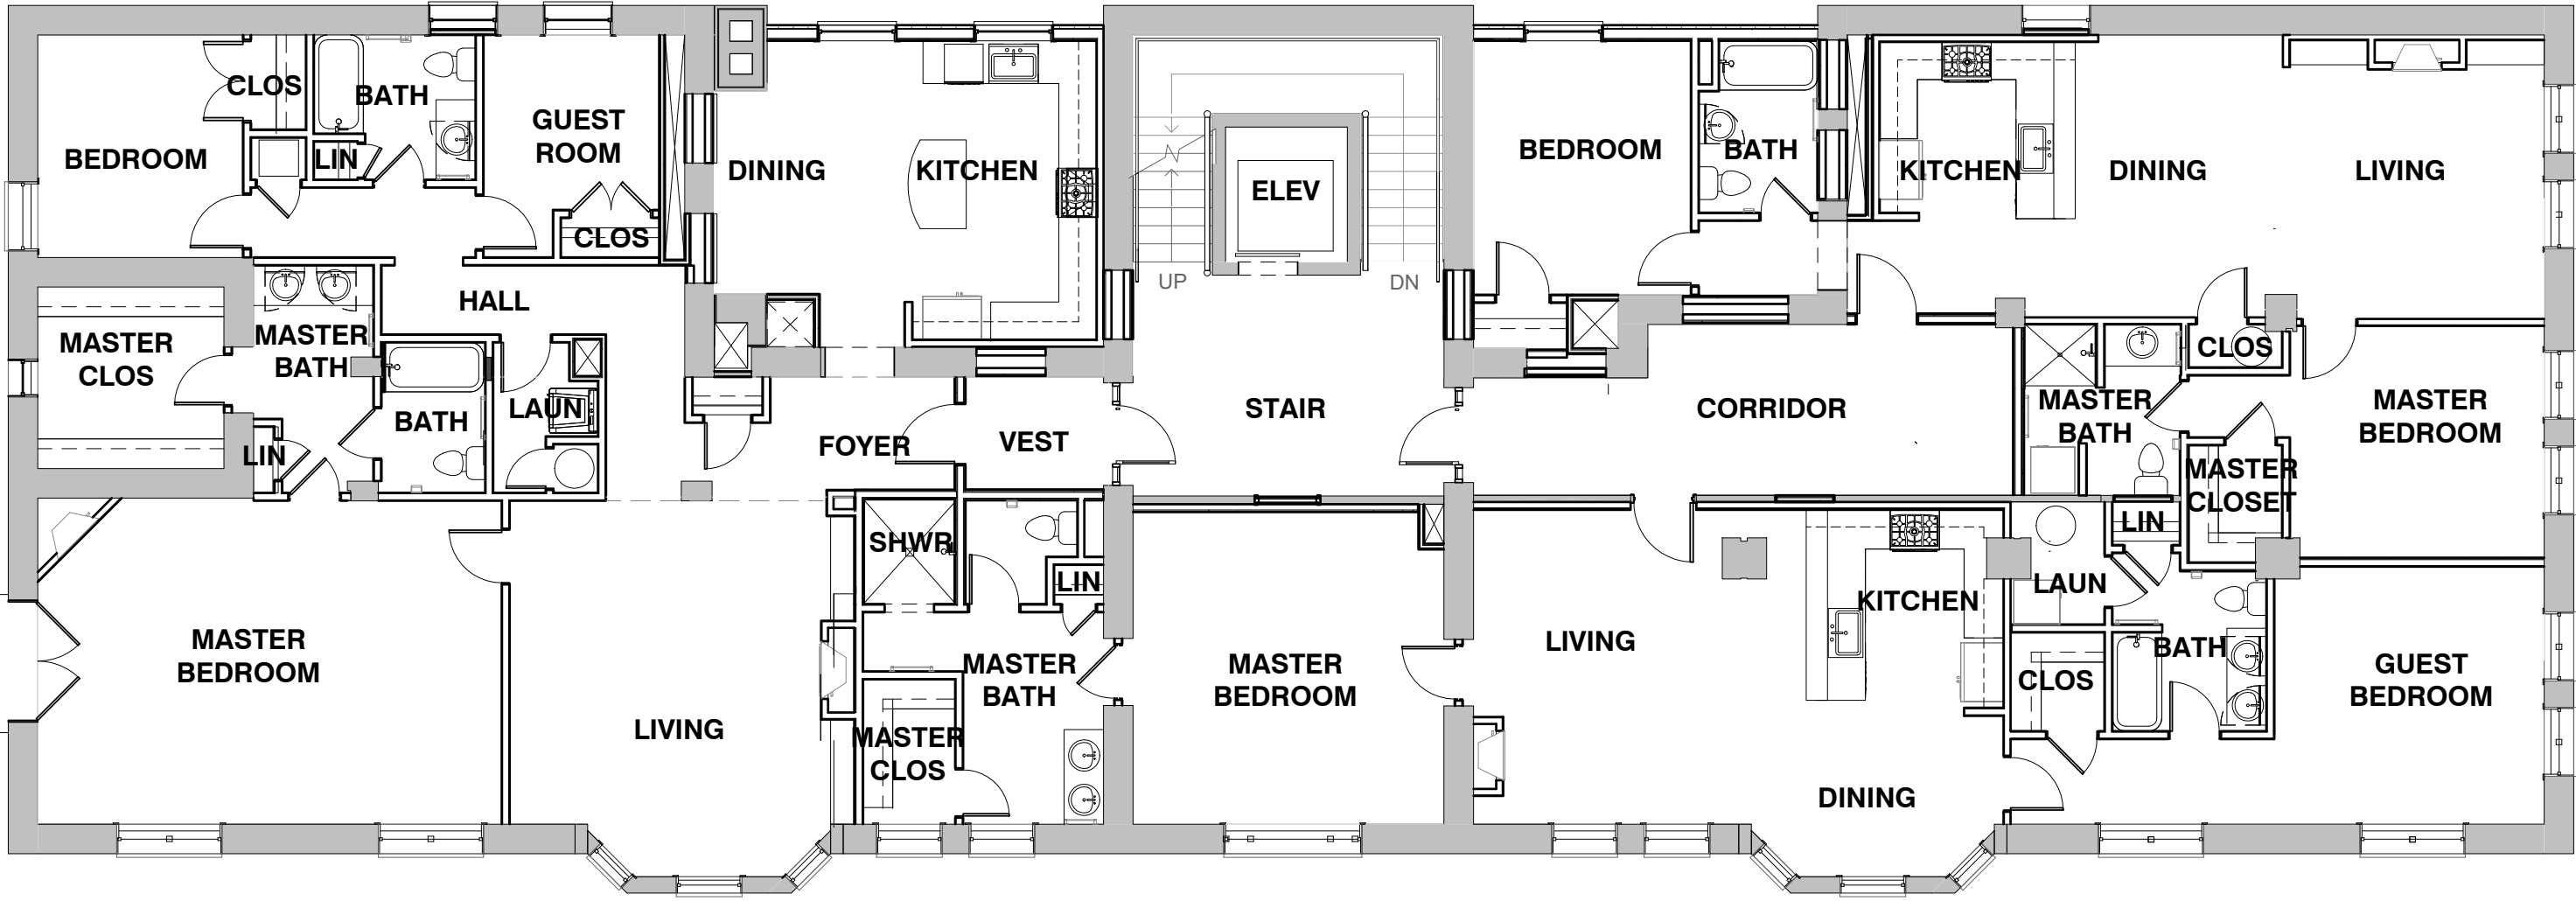 CLOS
BATH
GUEST
ROOM
BEDROOM
LIN
CLOS
DINING
KITCHEN
ELEV
UP
DN
BEDROOM
BATH
KITCHEN
DINING
LIVING
HALL
MASTER
CLOS
MASTER
BATH
BATH
LAUN
LIN
FOYER
VEST
STAIR
CORRIDOR
MASTER
BATH
CLOS
MASTER
BEDROOM
MASTER
CLOSET
SHWR
LIN
LIN
LAUN
MASTER
BEDROOM
LIVING
MASTER
BATH
MASTER
CLOS
MASTER
BEDROOM
LIVING
KITCHEN
DINING
CLOS
BATH
GUEST
BEDROOM